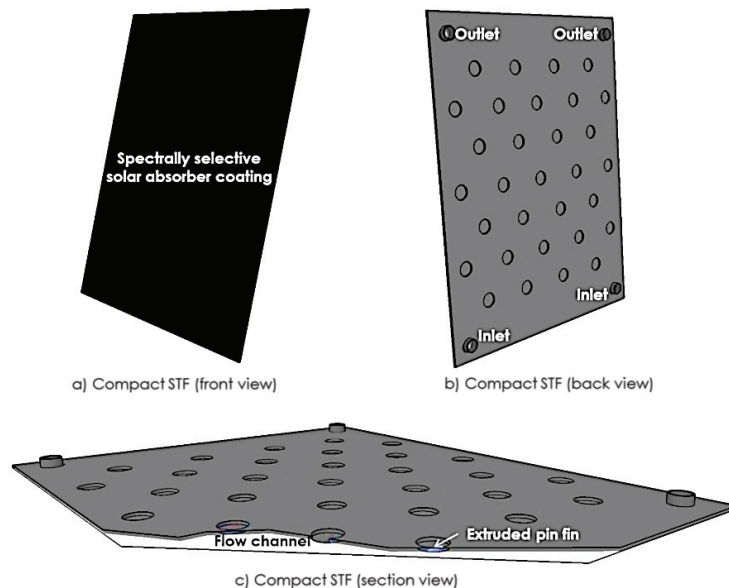 Spectrally selective
solar absorber coating
Outlet
Outlet
Inlet
Inlet
a) Compact STF (front view)
b) Compact STF (back view)
Flow channel
Extruded pin fin
c) Compact STF (section view)